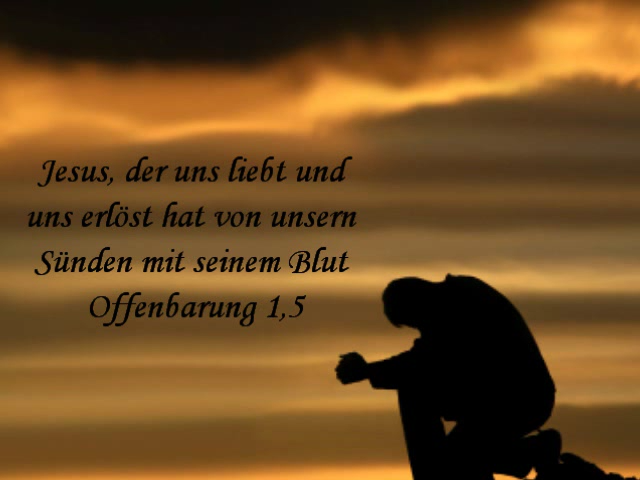 Jesus, der uns liebt und
uns erlöst hat von unsern
Sünden mit seinem Blut
Offenbarung 1,5